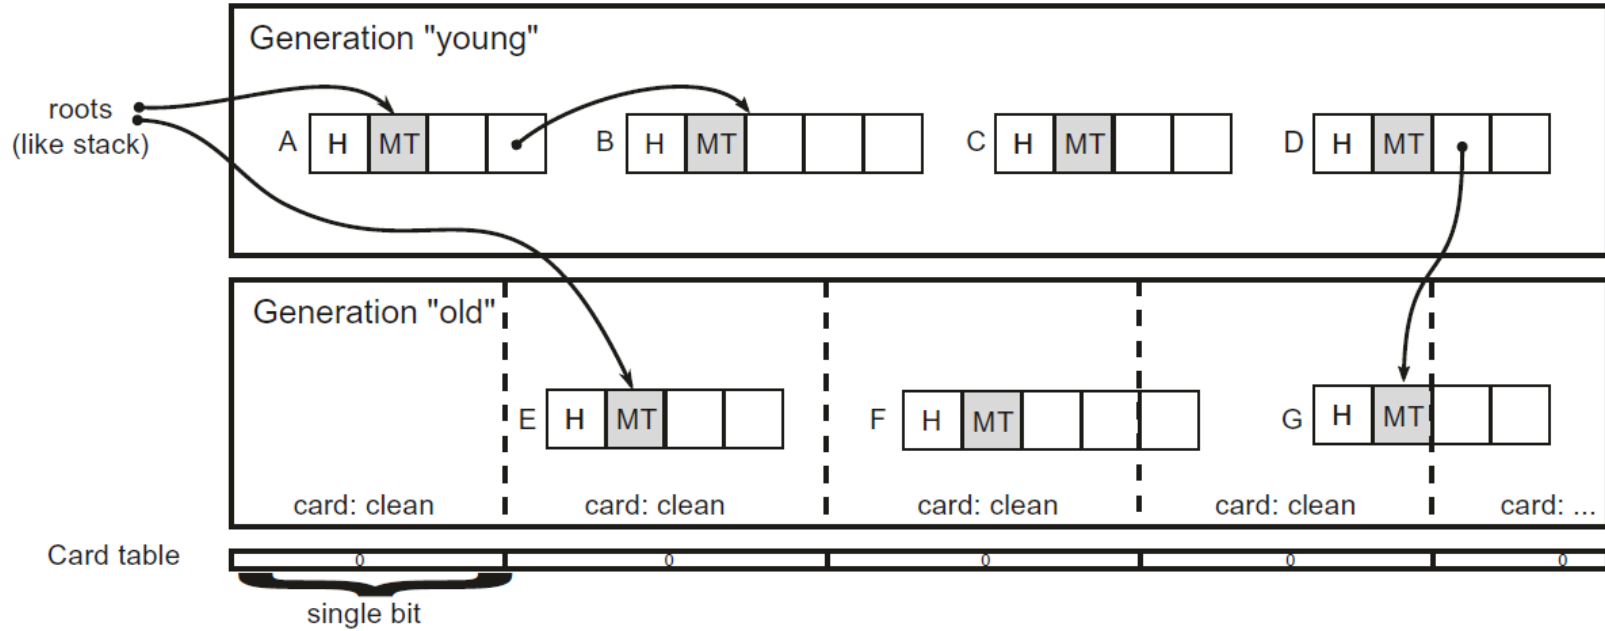 Generation "young"
roots
(like stack)
A H MT
B H MT
C H MT
D H MT
Generation "old"
E H MT
F H MT
G H MT
card: clean
card: clean
card: clean
card: clean
card: ...
Card table
0
0
0
0
0
single bit